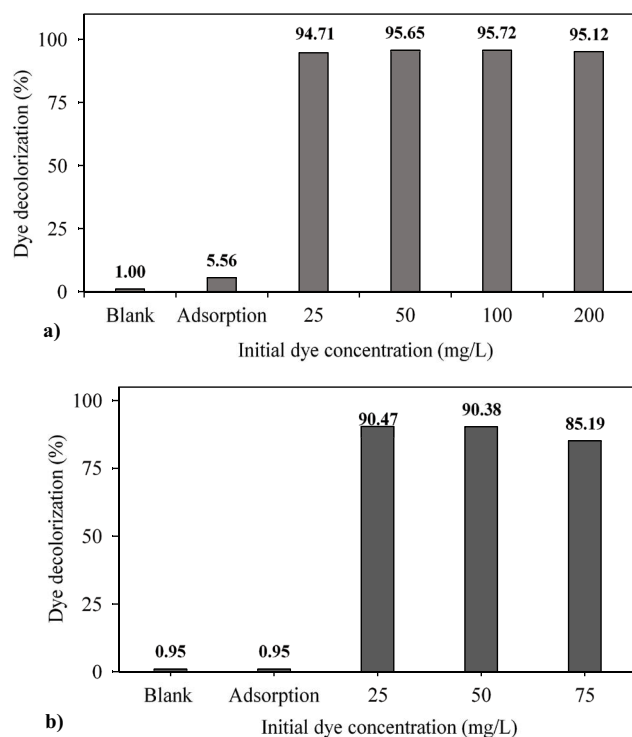 100
75
50
25
0
Dye decolorization (%)
94.71 95.65 95.72 95.12
5.56
1.00
Blank Adsorption 25 50 100 200
a)
Initial dye concentration (mg/L)
100
75
50
25
0
Dye decolorization (%)
90.47 90.38 85.19
0.95 0.95
Blank Adsorption 25 50 75
b)
Initial dye concentration (mg/L)